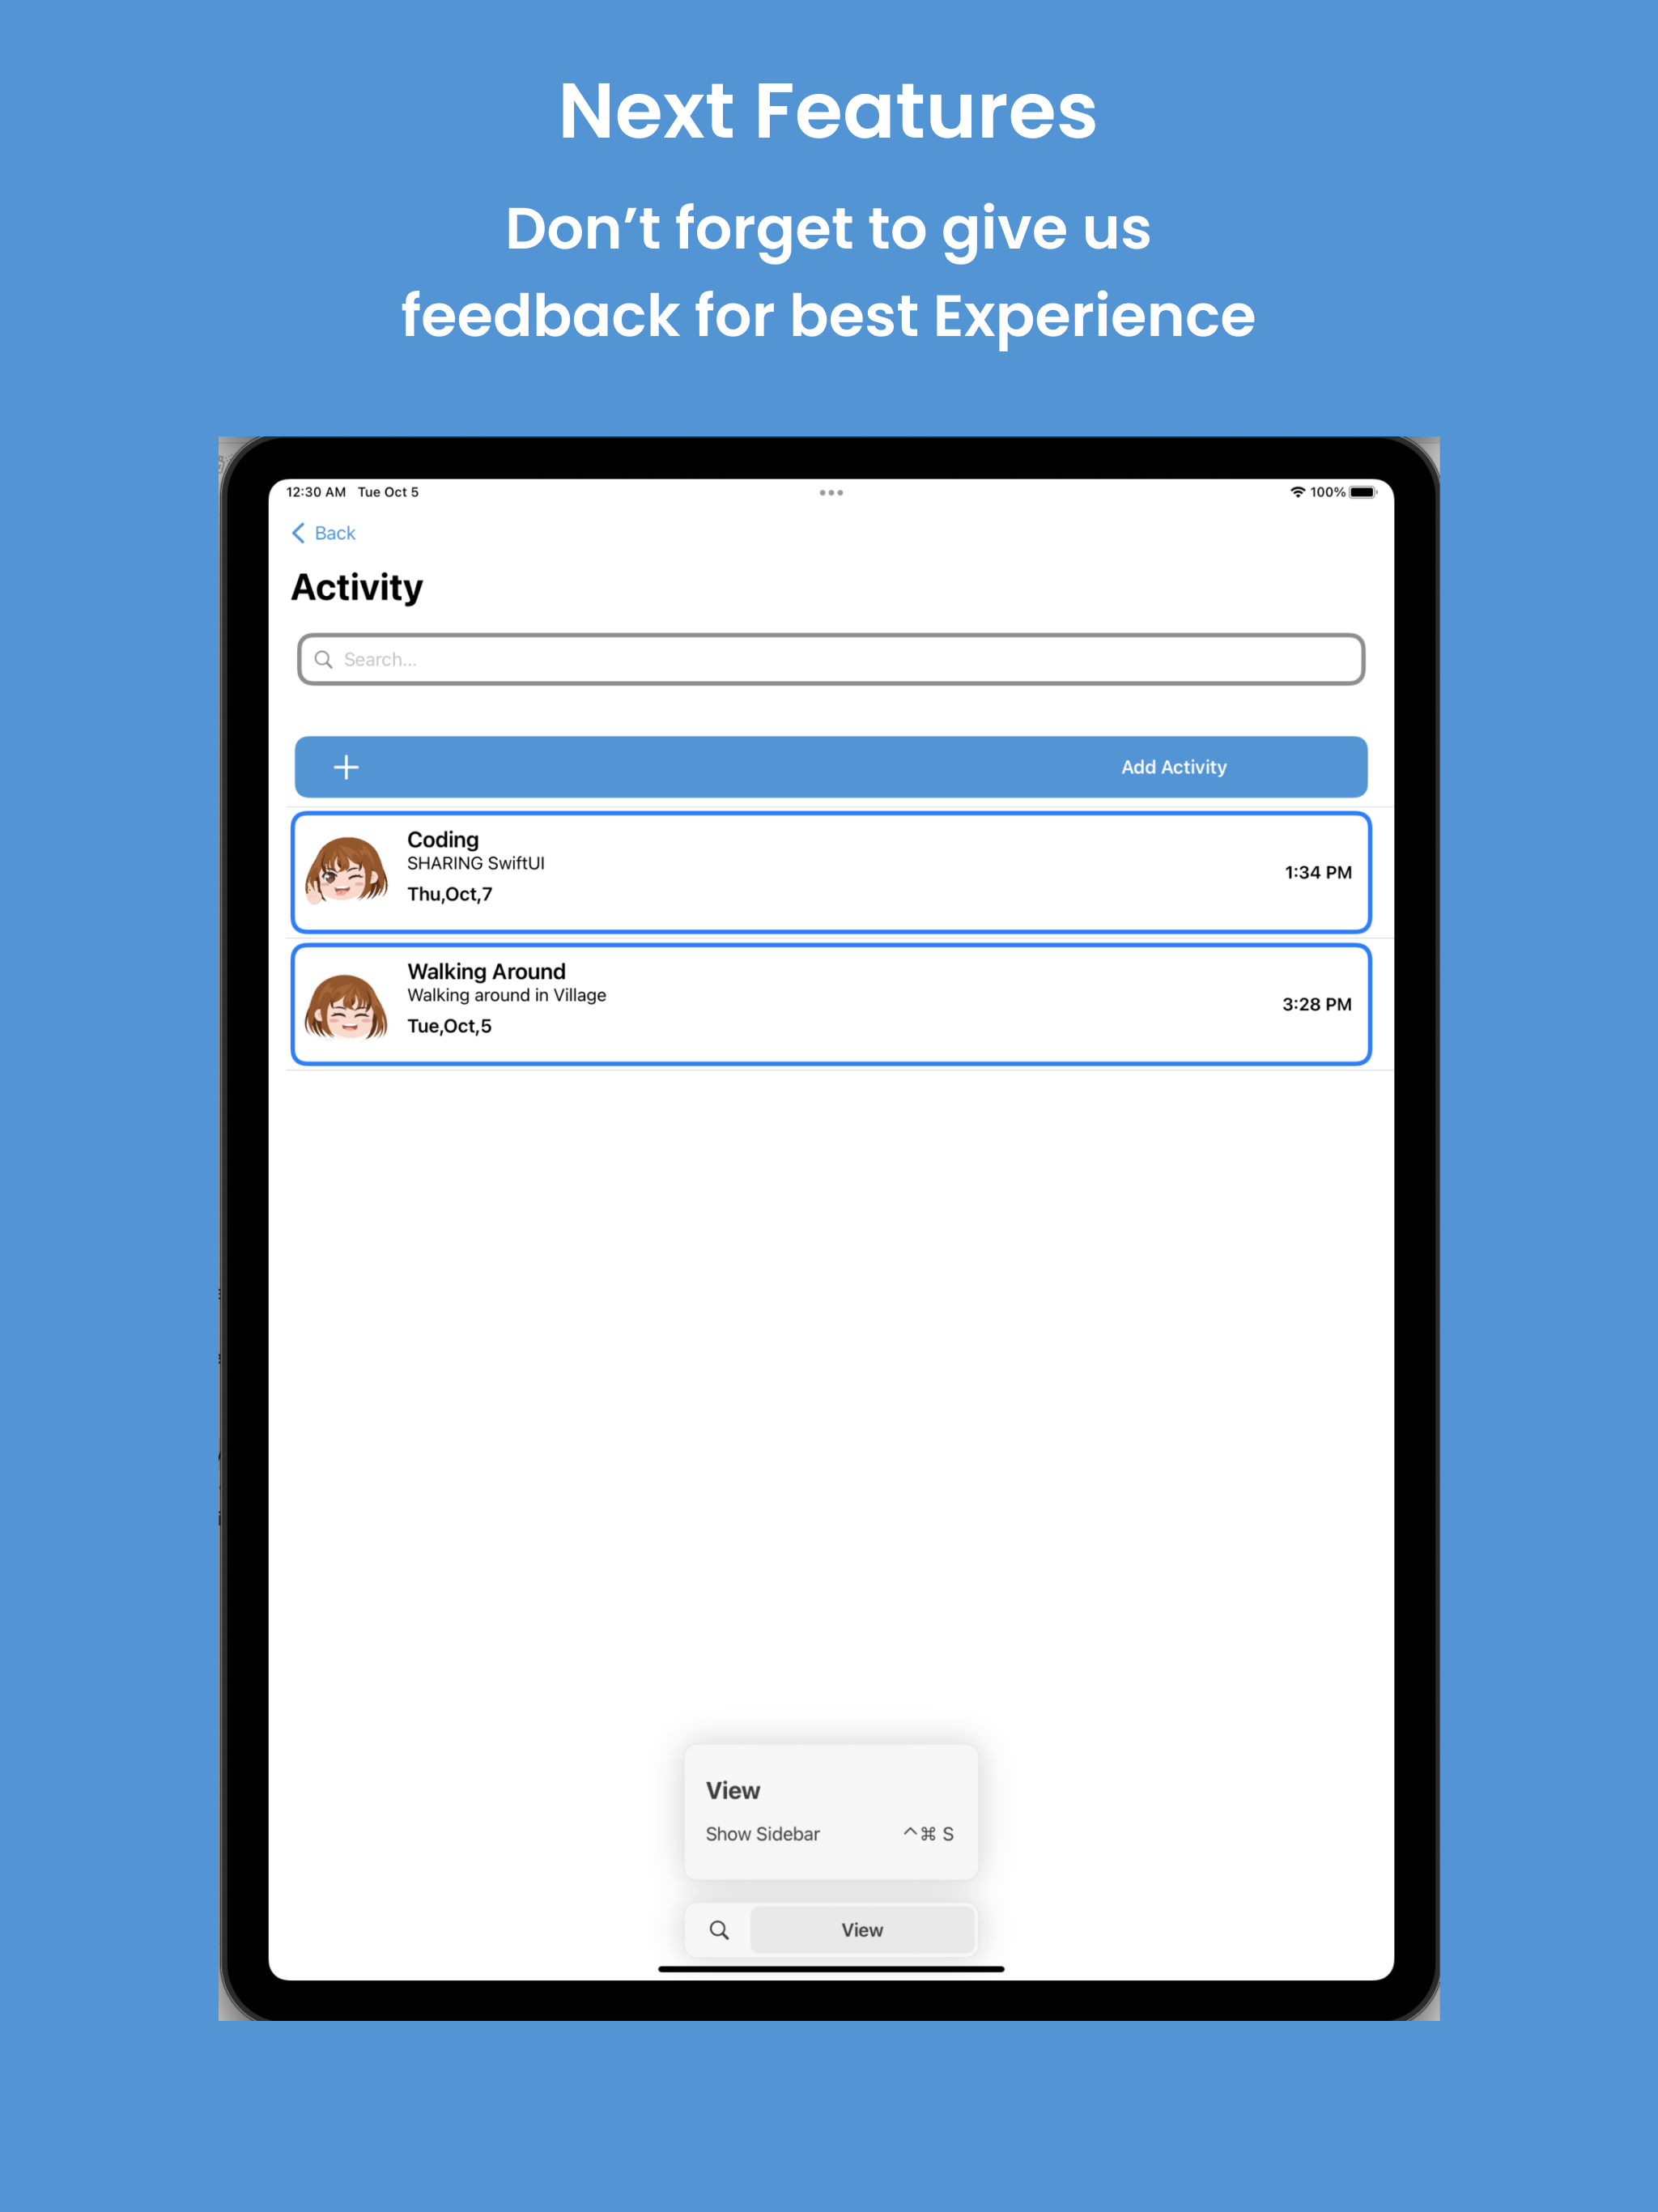 Next Features
Don’t forget to give us
feedback for best Experience
12:30 AM Tue Oct 5
100%
Back
Activity
Search...
Add Activity
Coding
SHARING SwiftUI
Thu,Oct,7
1:34 PM
Walking Around
Walking around in Village
Tue,Oct,5
3:28 PM
View
Show Sidebar ^⌘ S
View